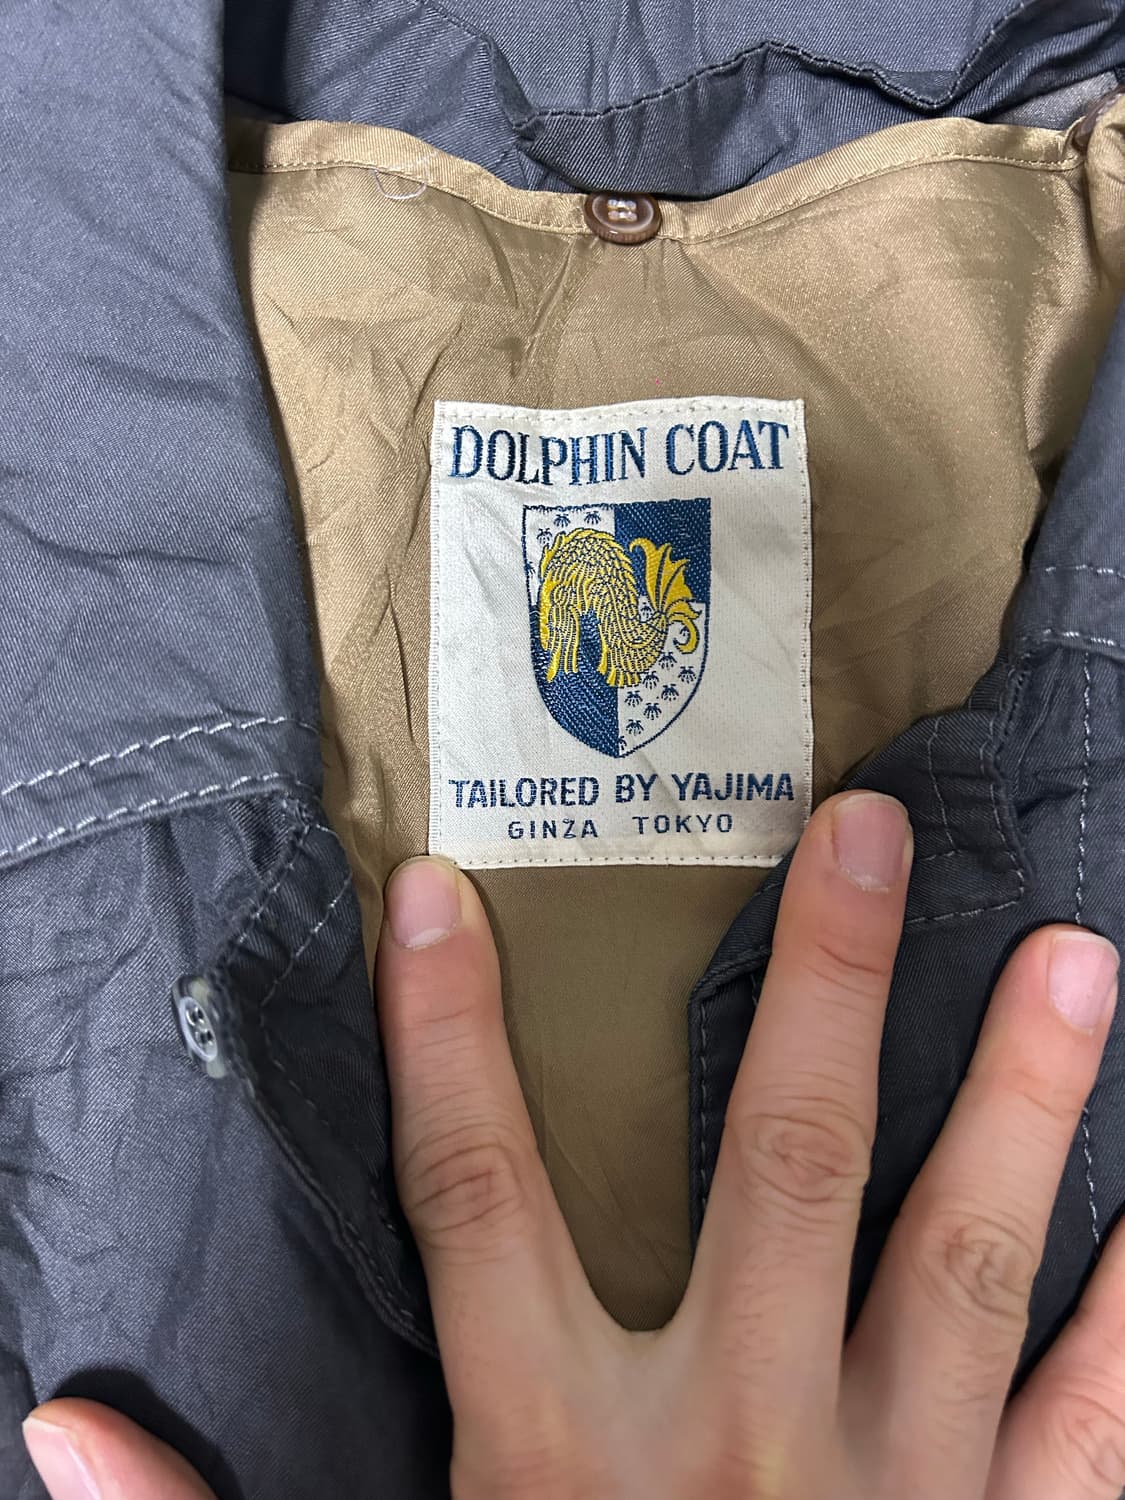 DOLPHIN COAT
TAILORED BY YAJIMA
GINZA TOKYO